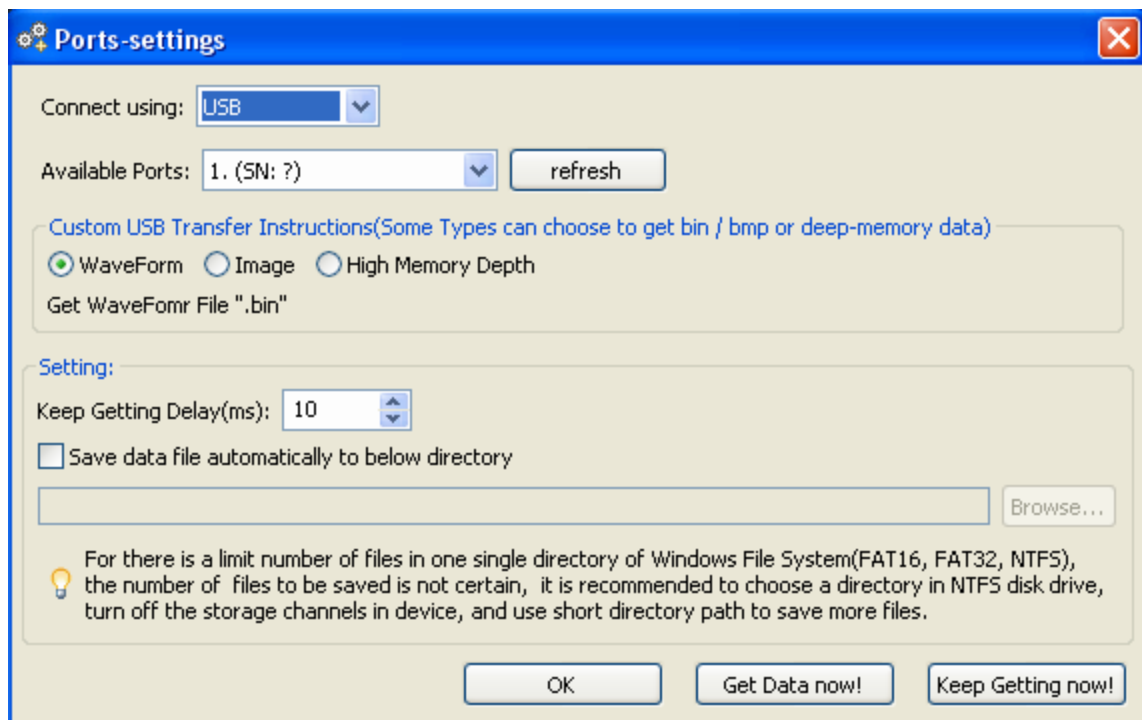 Ports-settings
Connect using: USB
Available Ports: 1. (SN: ?) refresh
Custom USB Transfer Instructions(Some Types can choose to get bin / bmp or deep-memory data)
WaveForm Image High Memory Depth
Get WaveFomr File ".bin"
Setting:
Keep Getting Delay(ms): 10
Save data file automatically to below directory
Browse...
For there is a limit number of files in one single directory of Windows File System(FAT16, FAT32, NTFS),
the number of files to be saved is not certain, it is recommended to choose a directory in NTFS disk drive,
turn off the storage channels in device, and use short directory path to save more files.
OK Get Data now! Keep Getting now!